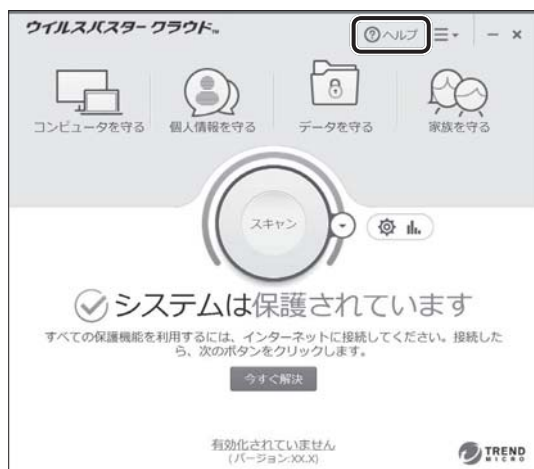 ウイルスバスター クラウド™
?ヘルプ
コンピュータを守る
個人情報を守る
データを守る
家族を守る
スキャン
システムは保護されています
すべての保護機能を利用するには、インターネットに接続してください。接続した
ら、次のボタンをクリックします。
今すぐ解決
有効化されていません
(バージョン:XX.X)
TREND
MICRO